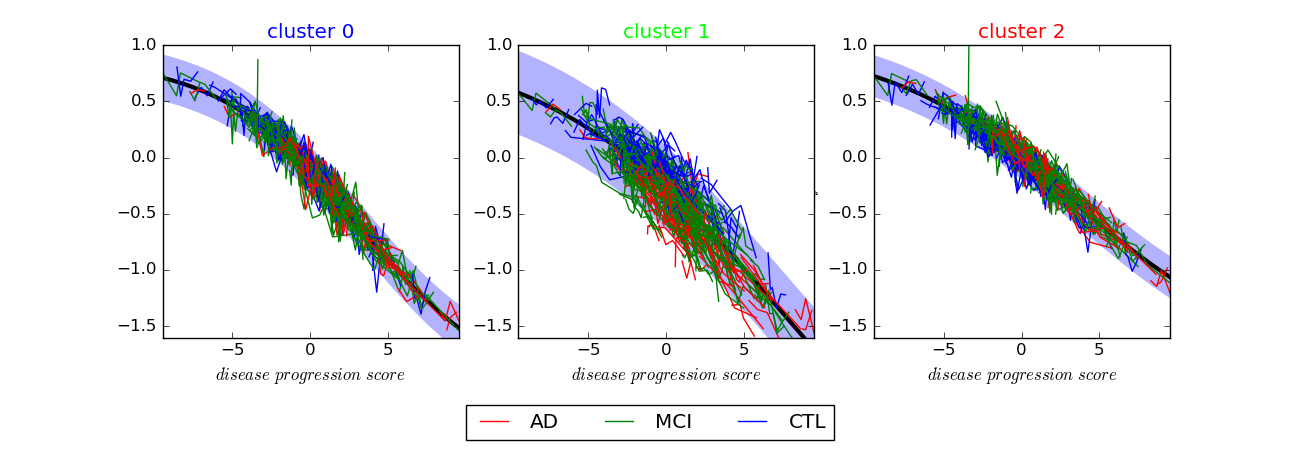 cluster 0 cluster 1 cluster 2
1.0 1.0 1.0
0.5 0.5 0.5
0.0 0.0 0.0
−0.5 −0.5 −0.5
−1.0 −1.0 −1.0
−1.5 −1.5 −1.5
−5 0 5 −5 0 5 −5 0 5
disease progression score disease progression score disease progression score
AD MCI CTL